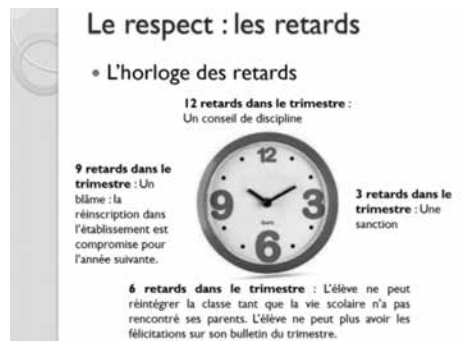 Le respect : les retards
• L'horloge des retards
12 retards dans le trimestre :
Un conseil de discipline
9 retards dans le
trimestre : Un
blâme : la
réinscription dans
l'établissement est
compromise pour
l'année suivante.
12
9
3
6
3 retards dans le
trimestre : Une
sanction
6 retards dans le trimestre : L'élève ne peut
réintégrer la classe tant que la vie scolaire n'a pas
rencontré ses parents. L'élève ne peut plus avoir les
félicitations sur son bulletin du trimestre.